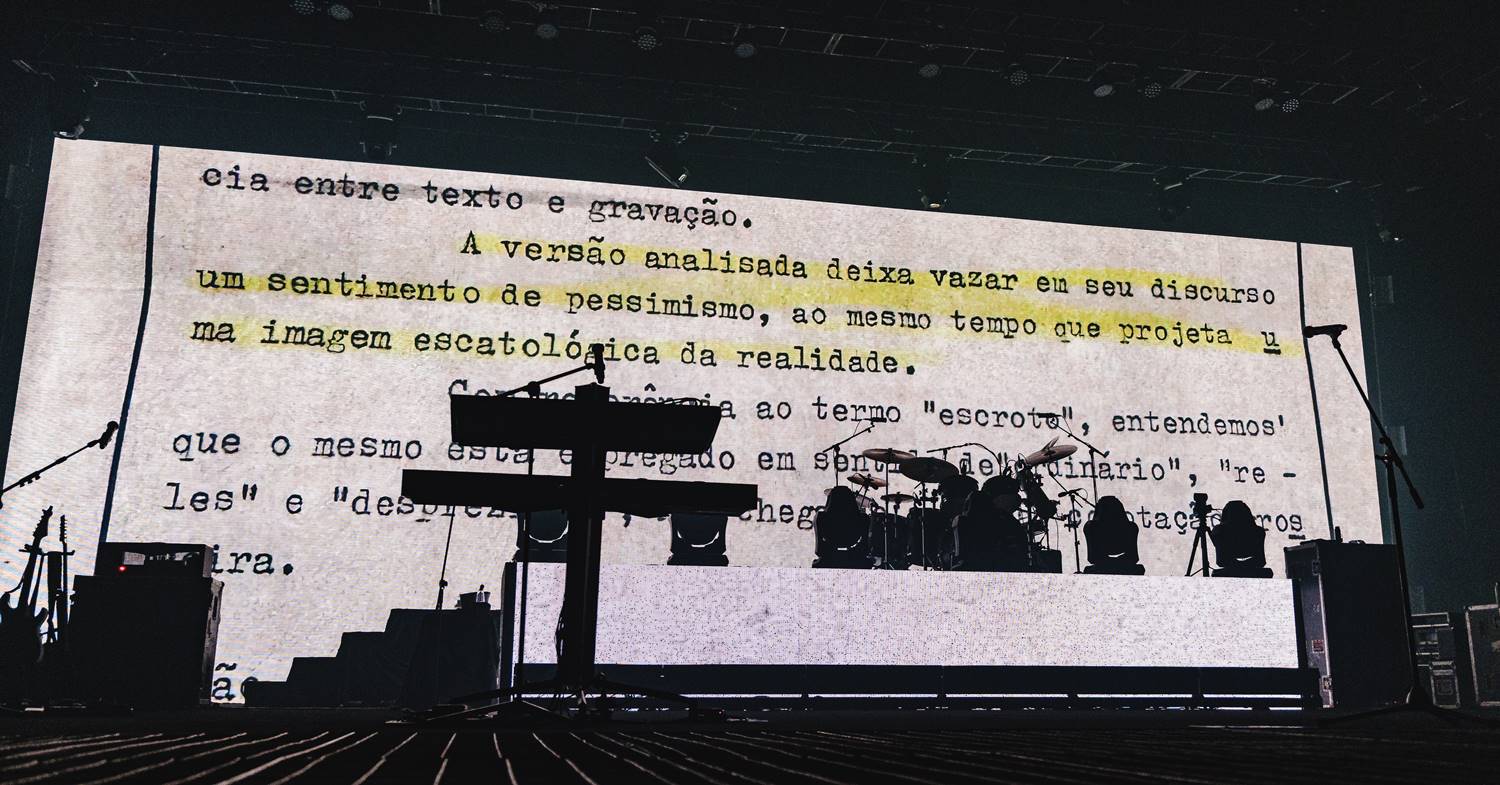 cia entre texto e gravação.
A versão analisada deixa vazar em seu discurso
um sentimento de pessimismo, ao mesmo tempo que projeta u
ma imagem escatológica da realidade.
ao termo "escroto", entendemos'
que o mesmo está empregado em sentido de "ordinário", "re -
les" e
ira.